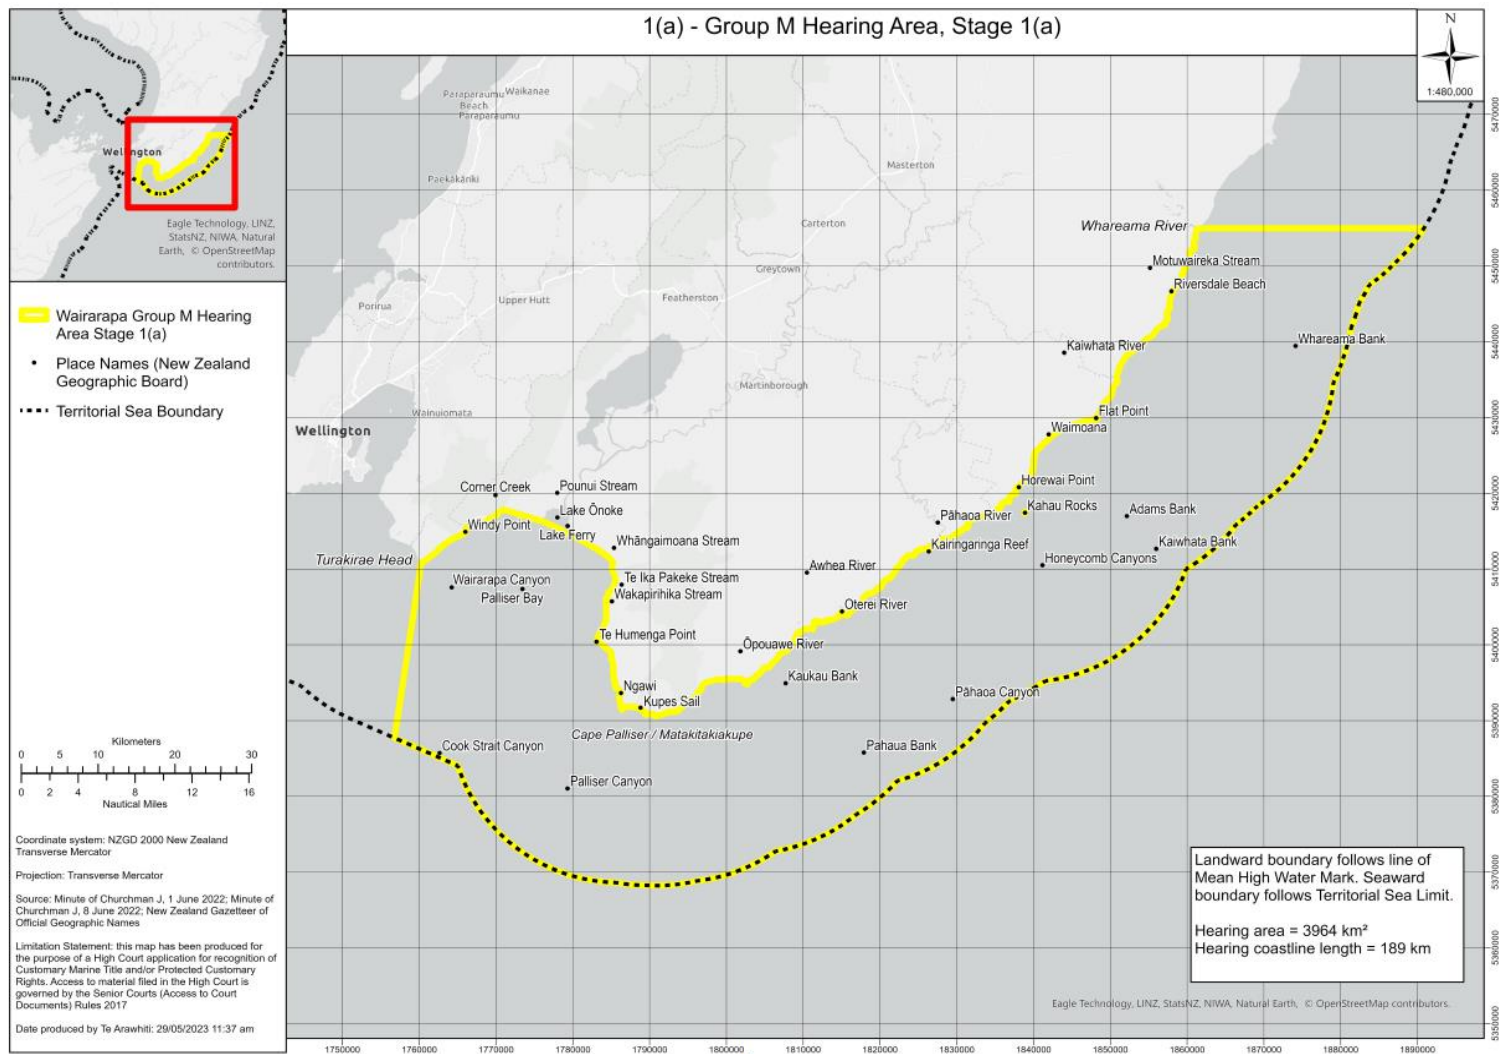 1(a) - Group M Hearing Area, Stage 1(a)
N
1:480,000
Wellington
Eagle Technology, LINZ,
StatsNZ, NIWA, Natural
Earth, © OpenStreetMap
contributors.
Wairarapa Group M Hearing
Area Stage 1(a)
Place Names (New Zealand
Geographic Board)
Territorial Sea Boundary
Kilometers
0 5 10 20 30
0 2 4 8 12 16
Nautical Miles
Coordinate system: NZGD 2000 New Zealand
Transverse Mercator
Projection: Transverse Mercator
Source: Minute of Churchman J, 1 June 2022; Minute of
Churchman J, 8 June 2022; New Zealand Gazetteer of
Official Geographic Names
Limitation Statement: this map has been produced for
the purpose of a High Court application for recognition of
Customary Marine Title and/or Protected Customary
Rights. Access to material filed in the High Court is
governed by the Senior Courts (Access to Court
Documents) Rules 2017
Date produced by Te Arawhiti: 29/05/2023 11:37 am
Paraparaumu
Beach
Waikanae
Paraparaumu
Paekākāriki
Masterton
Carterton
Whareama River
Motuwaireka Stream
Greytown
Riversdale Beach
Upper Hutt
Featherston
Porirua
Whareama Bank
Kaiwhata River
Martinborough
Wainuiomata
Flat Point
Wellington
Waimoana
Corner Creek
Pounui Stream
Horewai Point
Lake Ōnoke
Kahau Rocks
Adams Bank
Windy Point
Pāhaoa River
Lake Ferry
Whāngaimoana Stream
Kairingaringa Reef
Kaiwhata Bank
Turakirae Head
Honeycomb Canyons
Awhea River
Wairarapa Canyon
Te Ika Pakeke Stream
Palliser Bay
Wakapirihika Stream
Oterei River
Te Humenga Point
Ōpouawe River
Kaukau Bank
Ngawi
Pāhaoa Canyon
Kupes Sail
Cape Palliser / Matakitakiakupe
Cook Strait Canyon
Pahaua Bank
Palliser Canyon
Landward boundary follows line of
Mean High Water Mark. Seaward
boundary follows Territorial Sea Limit.
Hearing area = 3964 km²
Hearing coastline length = 189 km
Eagle Technology, LINZ, StatsNZ, NIWA, Natural Earth, © OpenStreetMap contributors.
5470000
5460000
5450000
5440000
5430000
5420000
5410000
5400000
5390000
5380000
5370000
5360000
5350000
1750000 1760000 1770000 1780000 1790000 1800000 1810000 1820000 1830000 1840000 1850000 1860000 1870000 1880000 1890000